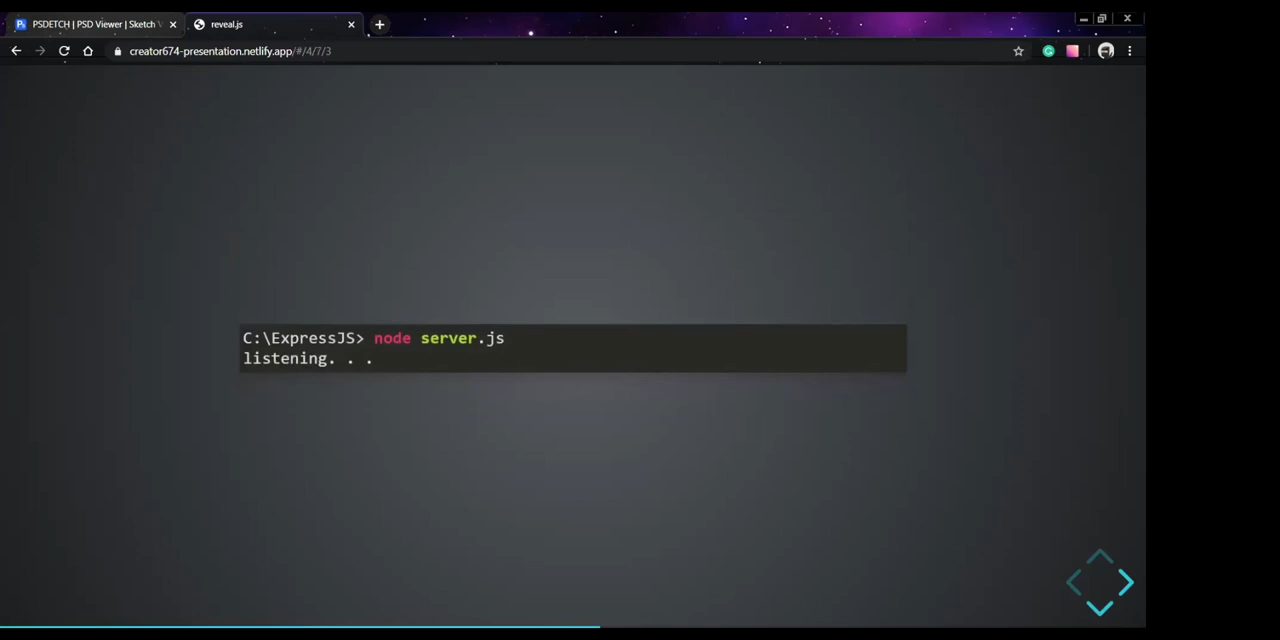 PSDETCH | PSD Viewer | Sketch V
reveal.js
creator674-presentation.netlify.app/#/4/7/3
C:\ExpressJS> node server.js
listening. . .